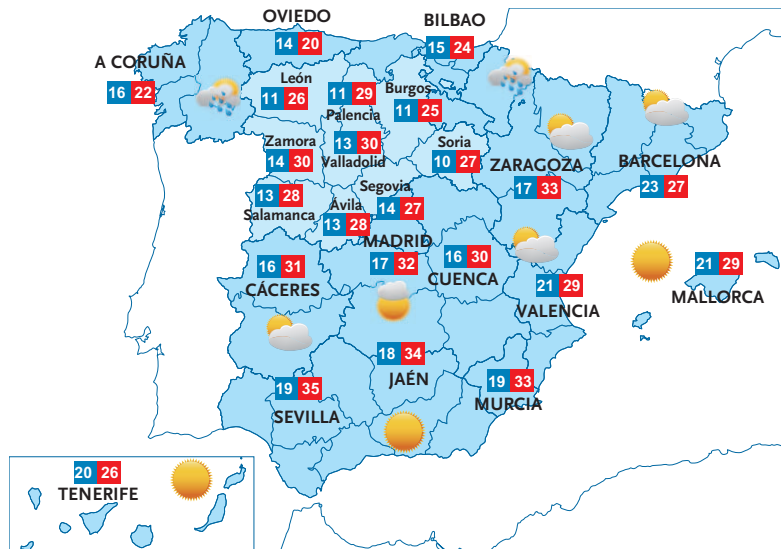 OVIEDO
14 20
BILBAO
15 24
A CORUÑA
16 22
León
11 26
11 29
Palencia
Burgos
11 25
Zamora
14 30
13 30
Valladolid
Soria
10 27
ZARAGOZA
17 33
BARCELONA
23 27
13 28
Salamanca
Ávila
13 28
Segovia
14 27
MADRID
17 32
16 30
CUENCA
16 31
CÁCERES
21 29
VALENCIA
21 29
MALLORCA
18 34
JAÉN
19 35
SEVILLA
19 33
MURCIA
20 26
TENERIFE